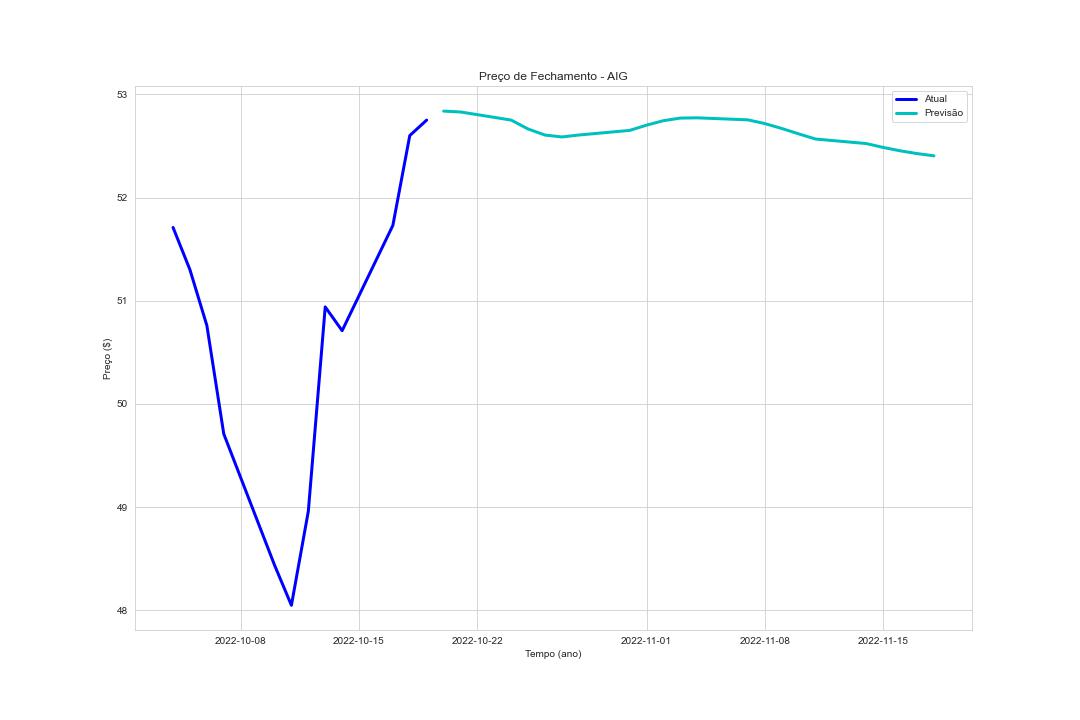 Preço de Fechamento - AIG
Atual
Previsão
53
52
51
50
49
48
Preço ($)
2022-10-08
2022-10-15
2022-10-22
2022-11-01
2022-11-08
2022-11-15
Tempo (ano)